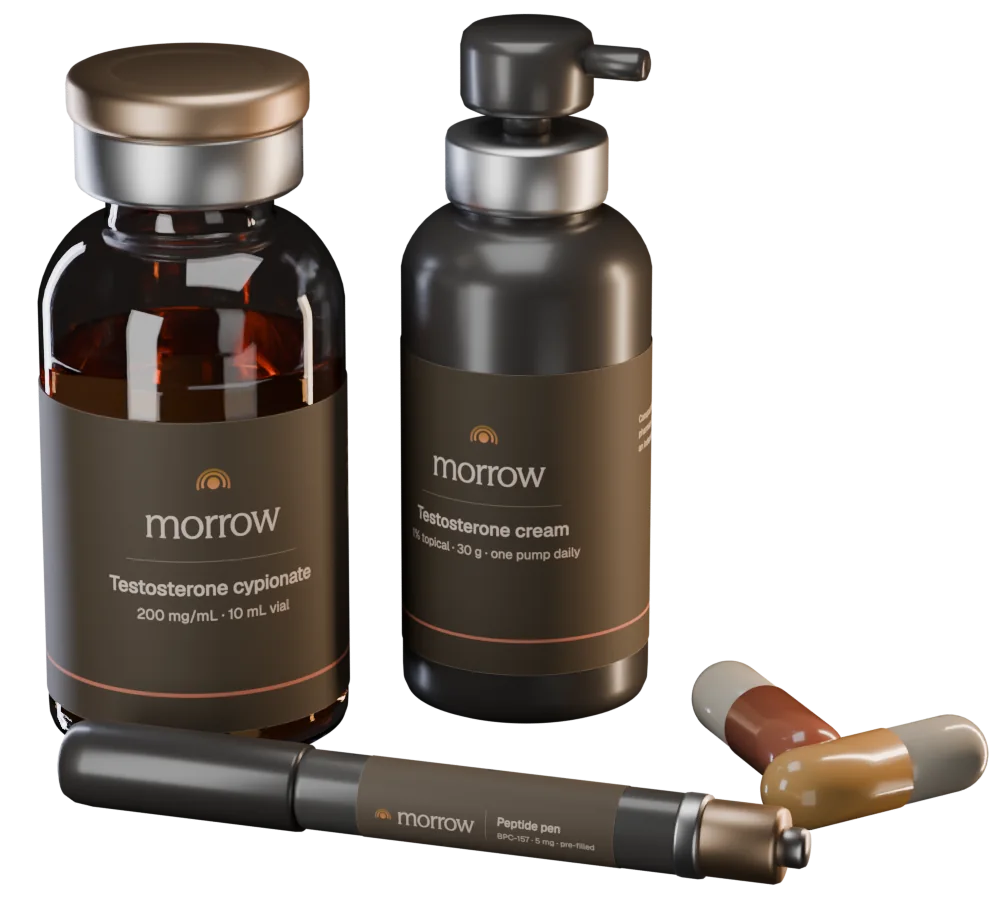 morrow
Testosterone cypionate
200 mg/mL · 10 mL vial
morrow
Testosterone cream
1% topical · 30 g · one pump daily
morrow
Peptide pen
BPC-157 · 5 mg · pre-filled